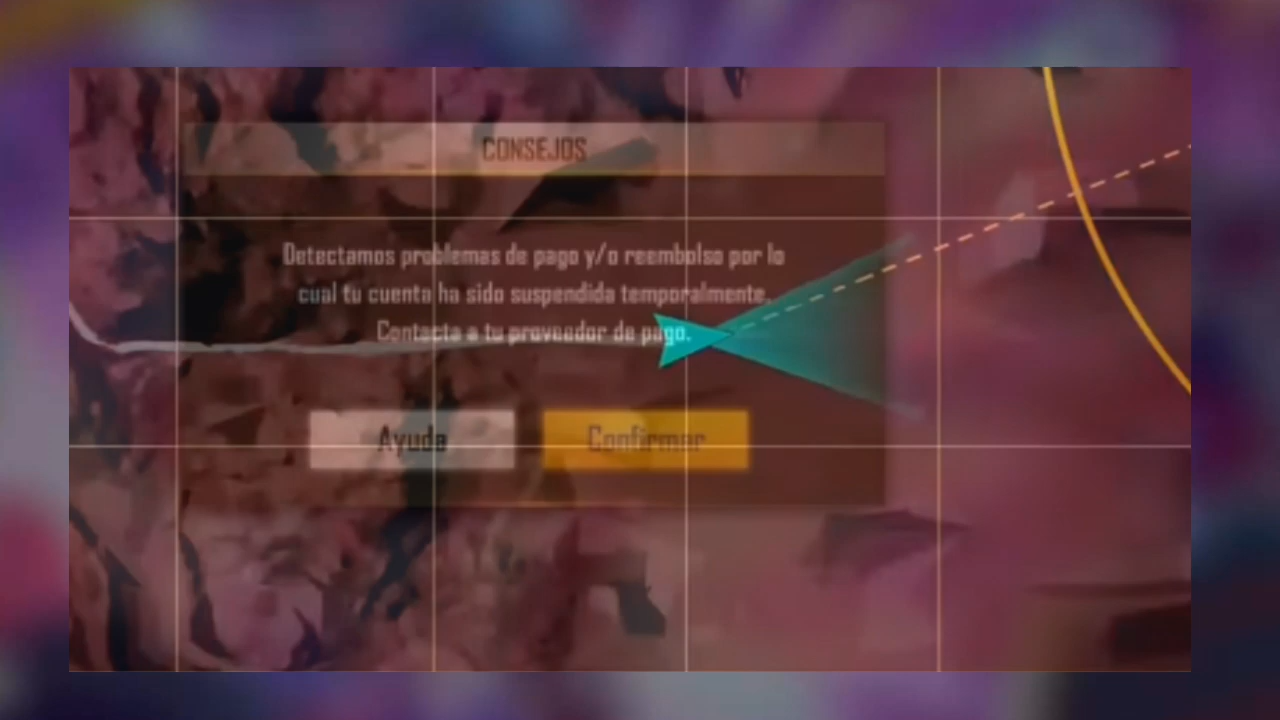 CONSEJOS
Detectamos problemas de pago y/o reembolso por lo
cual tu cuenta ha sido suspendida temporalmente.
Contacta a tu proveedor de pago.
Ayuda
Confirmar